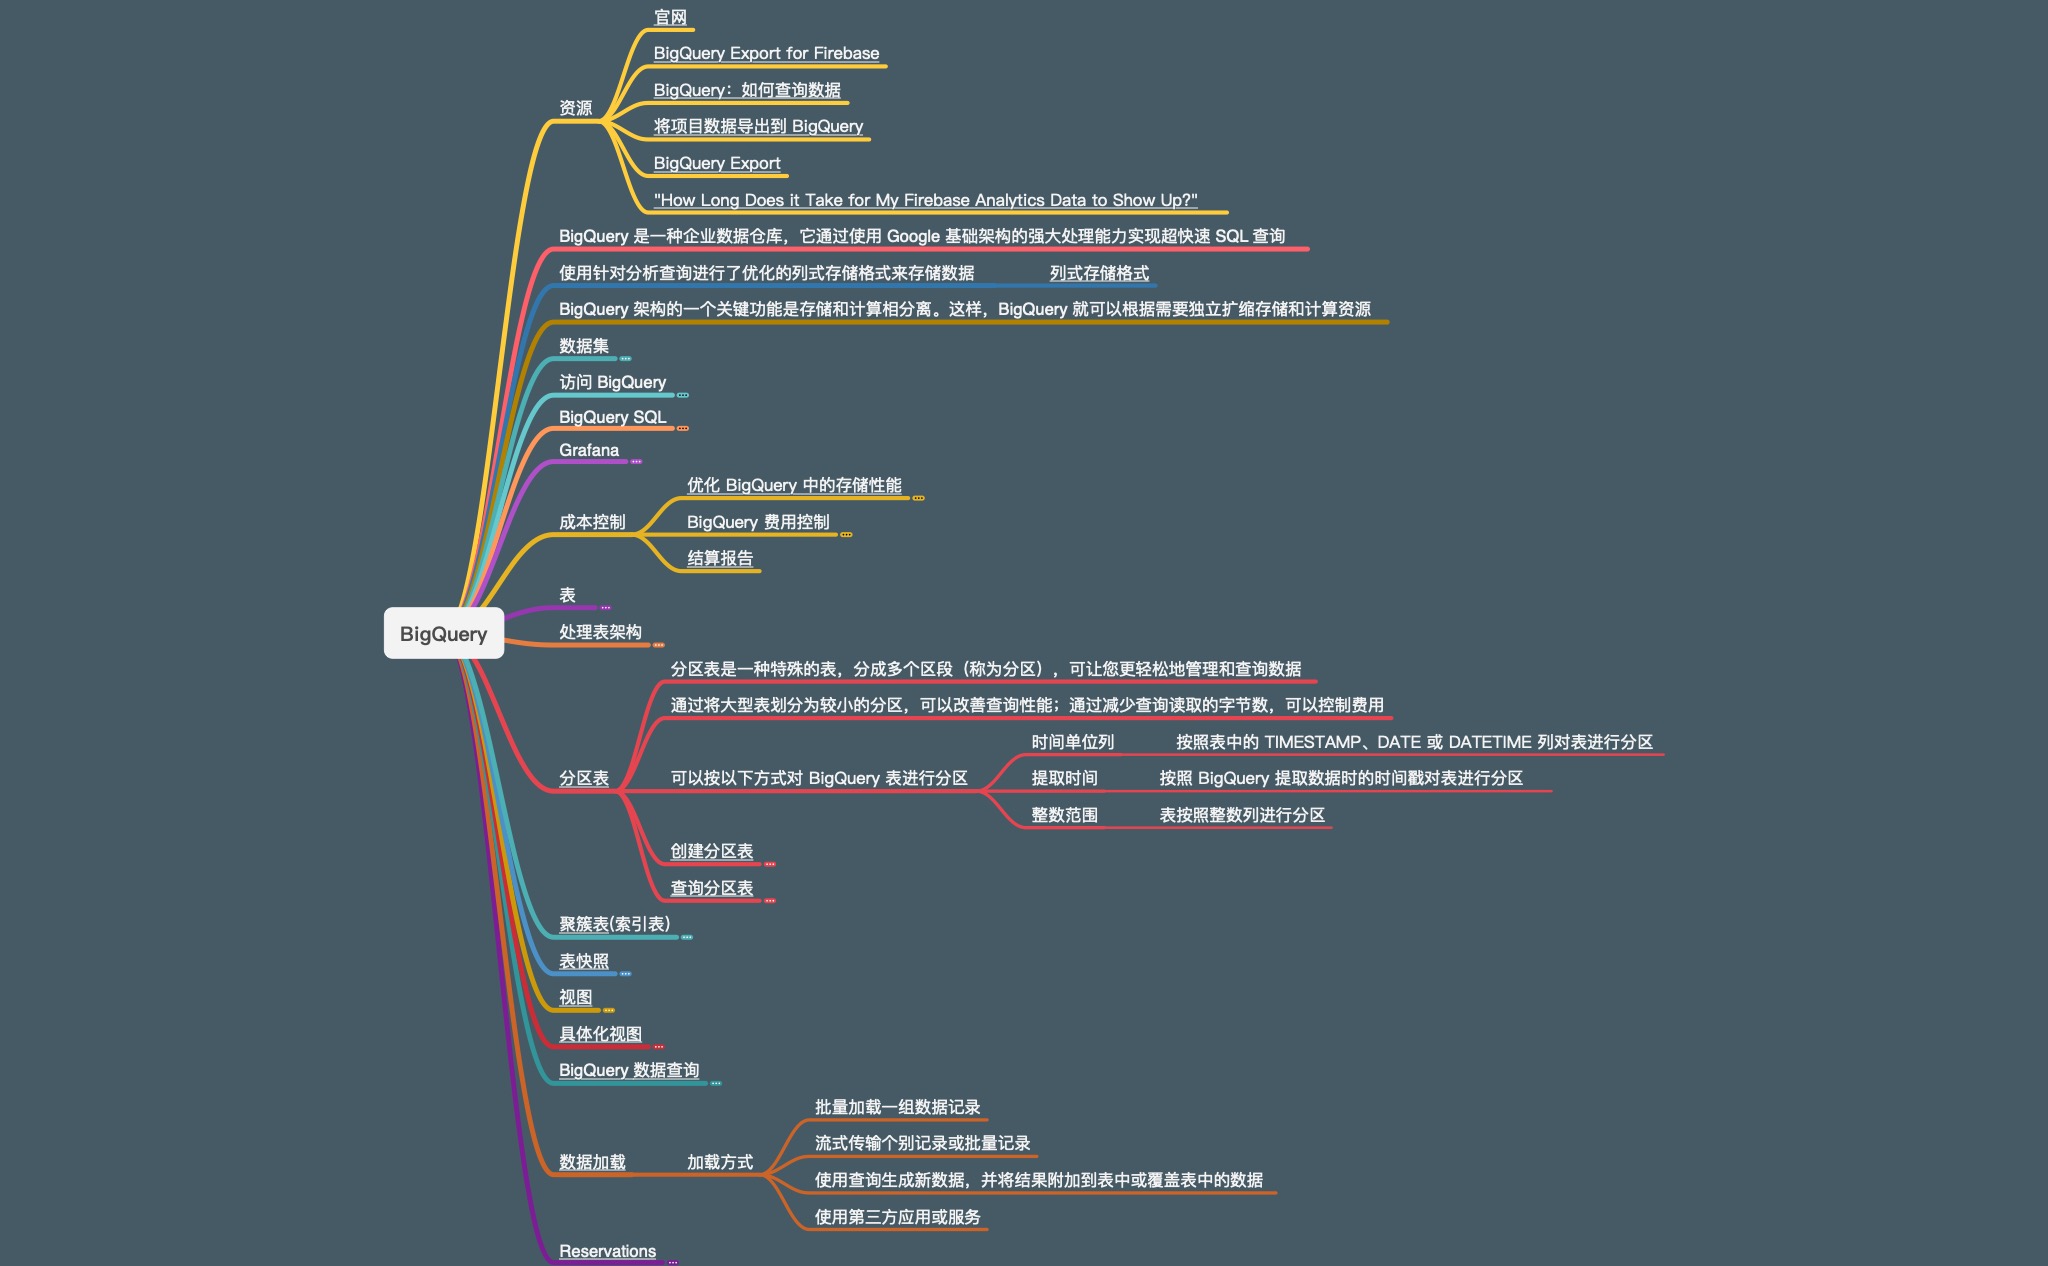 官网
BigQuery Export for Firebase
BigQuery：如何查询数据
资源
将项目数据导出到 BigQuery
BigQuery Export
"How Long Does it Take for My Firebase Analytics Data to Show Up?"
BigQuery 是一种企业数据仓库，它通过使用 Google 基础架构的强大处理能力实现超快速 SQL 查询
使用针对分析查询进行了优化的列式存储格式来存储数据 列式存储格式
BigQuery 架构的一个关键功能是存储和计算相分离。这样，BigQuery 就可以根据需要独立扩缩存储和计算资源
数据集
访问 BigQuery
BigQuery SQL
Grafana
优化 BigQuery 中的存储性能
成本控制 BigQuery 费用控制
结算报告
表
BigQuery
处理表架构
分区表是一种特殊的表，分成多个区段（称为分区），可让您更轻松地管理和查询数据
通过将大型表划分为较小的分区，可以改善查询性能；通过减少查询读取的字节数，可以控制费用
时间单位列 按照表中的 TIMESTAMP、DATE 或 DATETIME 列对表进行分区
分区表 可以按以下方式对 BigQuery 表进行分区 提取时间 按照 BigQuery 提取数据时的时间戳对表进行分区
整数范围 表按照整数列进行分区
创建分区表
查询分区表
聚簇表(索引表)
表快照
视图
具体化视图
BigQuery 数据查询
批量加载一组数据记录
流式传输个别记录或批量记录
数据加载 加载方式
使用查询生成新数据，并将结果附加到表中或覆盖表中的数据
使用第三方应用或服务
Reservations